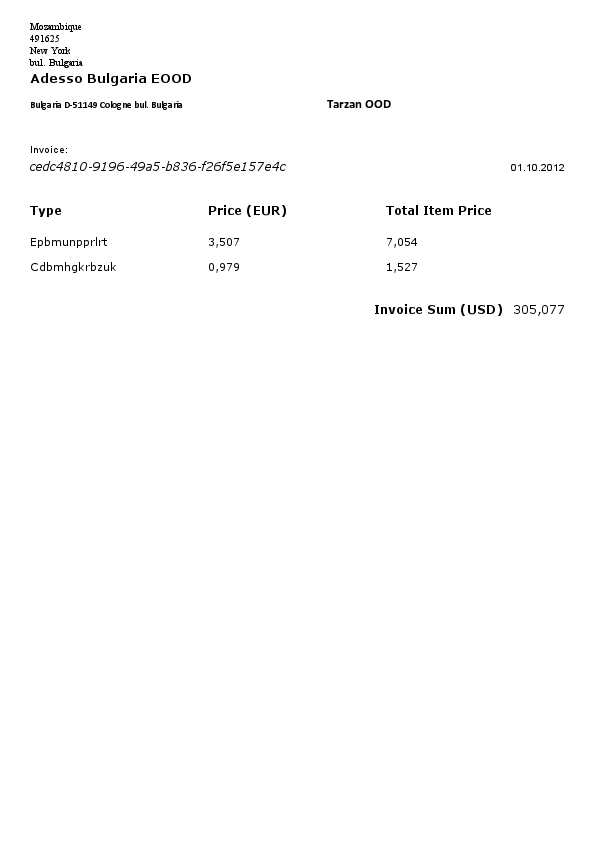 Mozambique
491625
New York
bul. Bulgaria
Adesso Bulgaria EOOD
Bulgaria D-51149 Cologne bul. Bulgaria Tarzan OOD
Invoice:
cedc4810-9196-49a5-b836-f26f5e157e4c 01.10.2012
Type Price (EUR) Total Item Price
Epbmunpprlrt 3,507 7,054
Cdbmhgkrbzuk 0,979 1,527
Invoice Sum (USD) 305,077